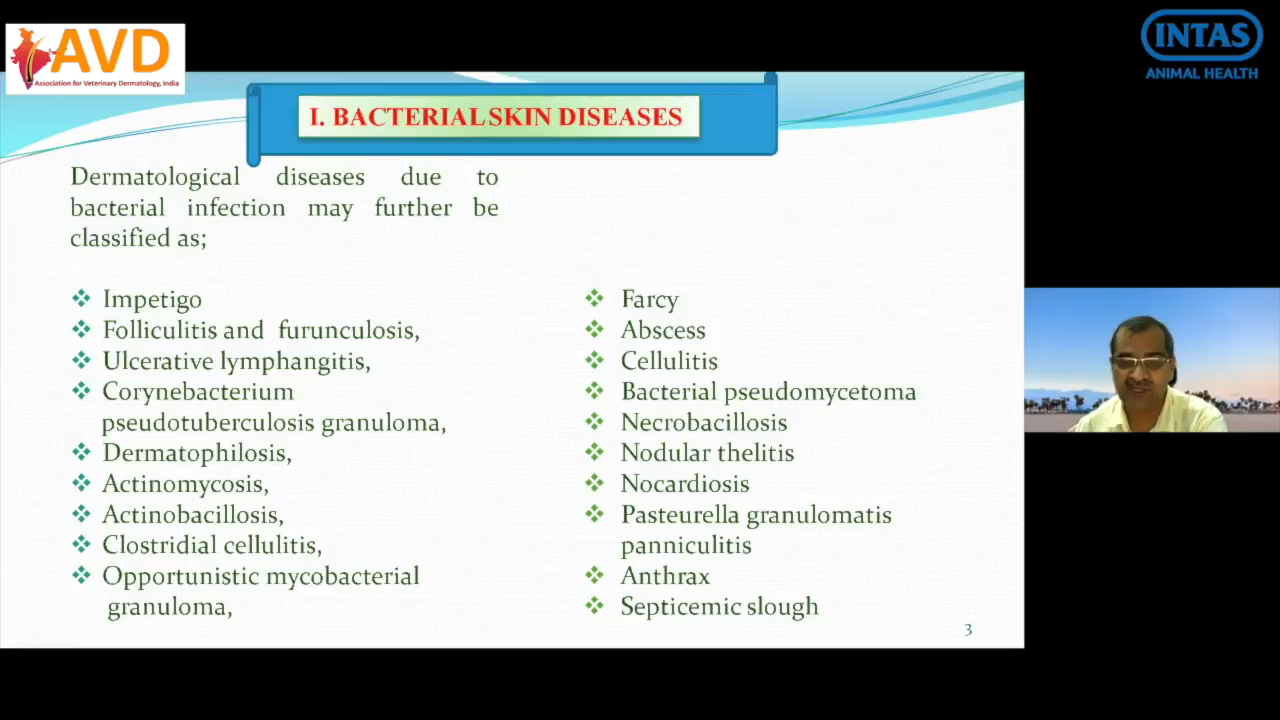 AVD
Association for Veterinary Dermatology, India
INTAS
ANIMAL HEALTH
I. BACTERIAL SKIN DISEASES
Dermatological diseases due to
bacterial infection may further be
classified as;
Impetigo
Folliculitis and furunculosis,
Ulcerative lymphangitis,
Corynebacterium
pseudotuberculosis granuloma,
Dermatophilosis,
Actinomycosis,
Actinobacillosis,
Clostridial cellulitis,
Opportunistic mycobacterial
granuloma,
Farcy
Abscess
Cellulitis
Bacterial pseudomycetoma
Necrobacillosis
Nodular thelitis
Nocardiosis
Pasteurella granulomatis
panniculitis
Anthrax
Septicemic slough
3